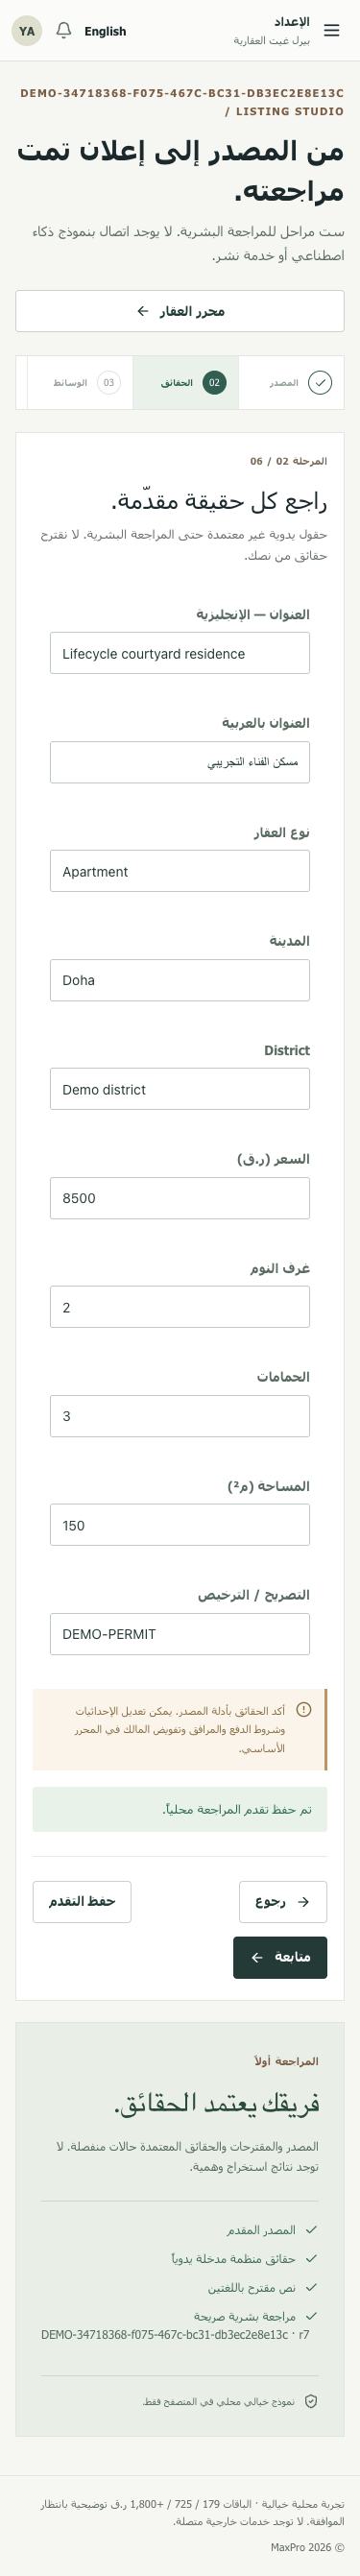 الإعداد
بيرل غيت العقارية
English
YA
DEMO-34718368-F075-467C-BC31-DB3EC2E8E13C
/ LISTING STUDIO
من المصدر إلى إعلان تمت
مراجعته.
ست مراحل للمراجعة البشرية. لا يوجد اتصال بنموذج ذكاء
اصطناعي أو خدمة نشر.
محرر العقار
المصدر
02 الحقائق
03 الوسائط
المرحلة 02 / 06
راجع كل حقيقة مقدّمة.
حقول يدوية غير معتمدة حتى المراجعة البشرية. لا نقترح
حقائق من نصك.
العنوان — الإنجليزية
Lifecycle courtyard residence
العنوان بالعربية
مسكن الفناء التجريبي
نوع العقار
Apartment
المدينة
Doha
District
Demo district
السعر (ر.ق)
8500
غرف النوم
2
الحمامات
3
المساحة (م²)
150
التصريح / الترخيص
DEMO-PERMIT
أكد الحقائق بأدلة المصدر. يمكن تعديل الإحداثيات
وشروط الدفع والمرافق وتفويض المالك في المحرر
الأساسي.
تم حفظ تقدم المراجعة محلياً.
رجوع
حفظ التقدم
متابعة
المراجعة أولاً
فريقك يعتمد الحقائق.
المصدر والمقترحات والحقائق المعتمدة حالات منفصلة. لا
توجد نتائج استخراج وهمية.
المصدر المقدم
حقائق منظمة مدخلة يدوياً
نص مقترح باللغتين
مراجعة بشرية صريحة
DEMO-34718368-f075-467c-bc31-db3ec2e8e13c · r7
نموذج خيالي محلي في المتصفح فقط.
تجربة محلية خيالية · الباقات 179 / 725 / +1,800 ر.ق توضيحية بانتظار
الموافقة. لا توجد خدمات خارجية متصلة.
© 2026 MaxPro